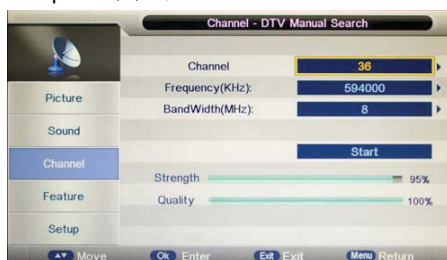 Channel - DTV Manual Search
Channel 36
Frequency(KHz): 594000
BandWidth(MHz): 8
Start
Strength 95%
Quality 100%
Picture
Sound
Channel
Feature
Setup
Move Ok Enter Exit Exit Menu Return